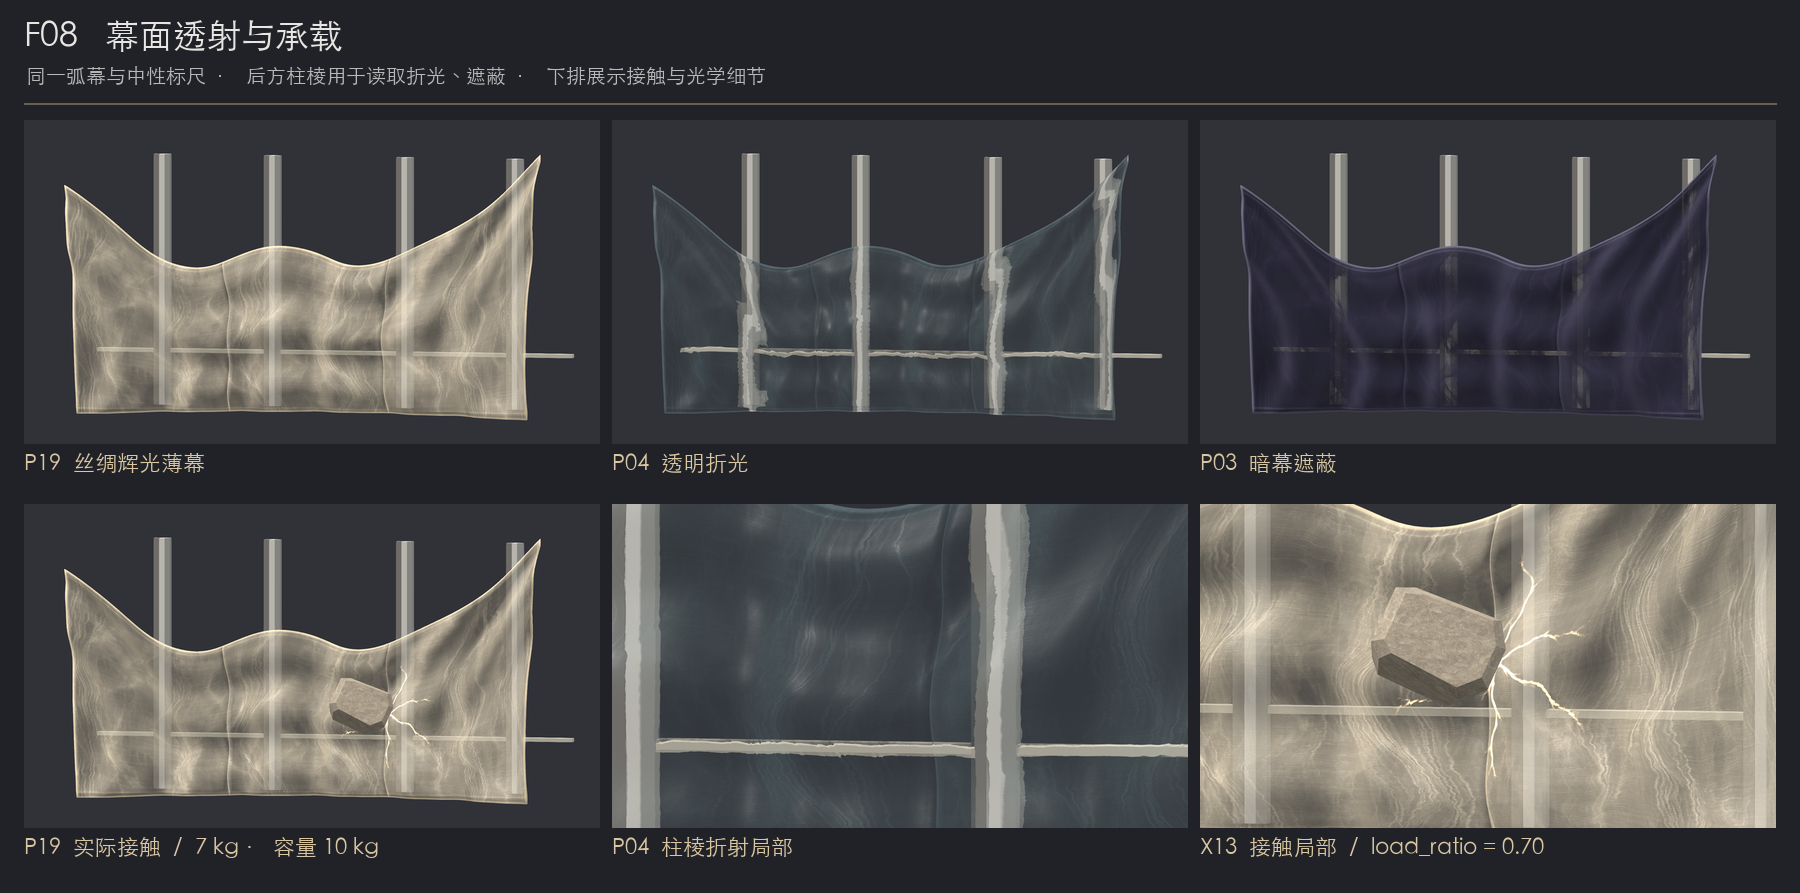 F08 幕面透射与承载
同一弧幕与中性标尺 · 后方柱棱用于读取折光、遮蔽 · 下排展示接触与光学细节
P19 丝绸辉光薄幕
P04 透明折光
P03 暗幕遮蔽
P19 实际接触 / 7 kg · 容量 10 kg
P04 柱棱折射局部
X13 接触局部 / load_ratio = 0.70